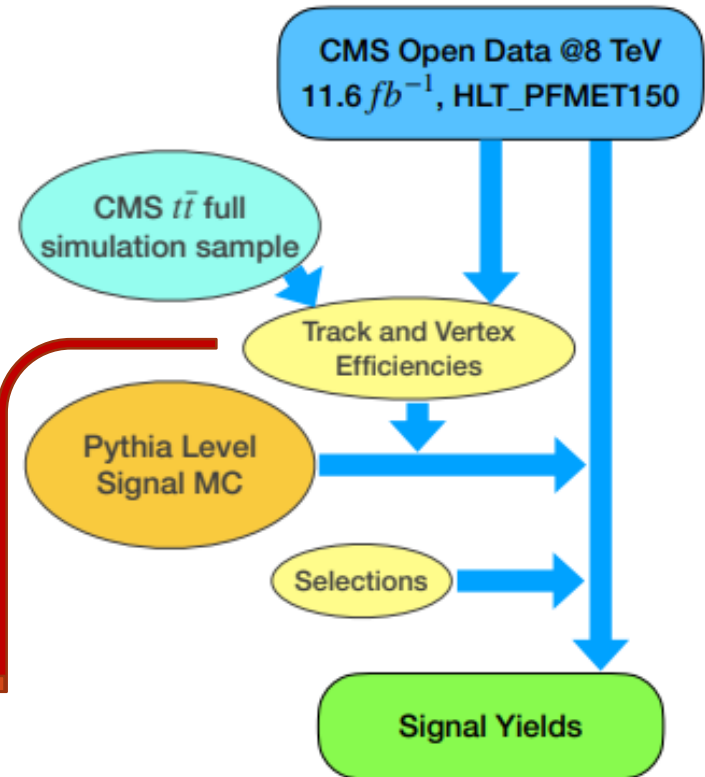 CMS Open Data @8 TeV
11.6 fb⁻¹, HLT_PFMET150
CMS tt̄ full
simulation sample
Track and Vertex
Efficiencies
Pythia Level
Signal MC
Selections
Signal Yields